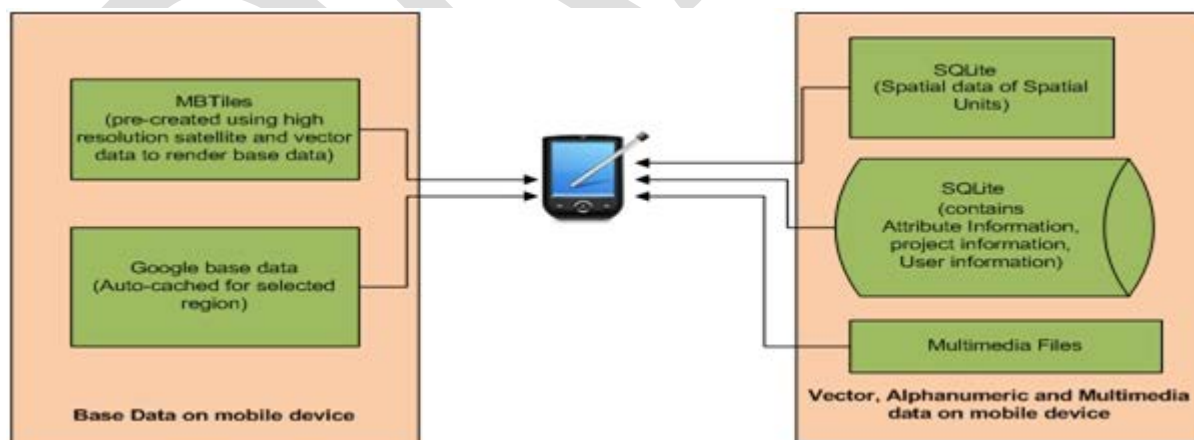 MBTiles
(pre-created using high
resolution satellite and vector
data to render base data)
Google base data
(Auto-cached for selected
region)
Base Data on mobile device
SQLite
(Spatial data of Spatial
Units)
SQLite
(contains
Attribute Information,
project information,
User information)
Multimedia Files
Vector, Alphanumeric and Multimedia
data on mobile device